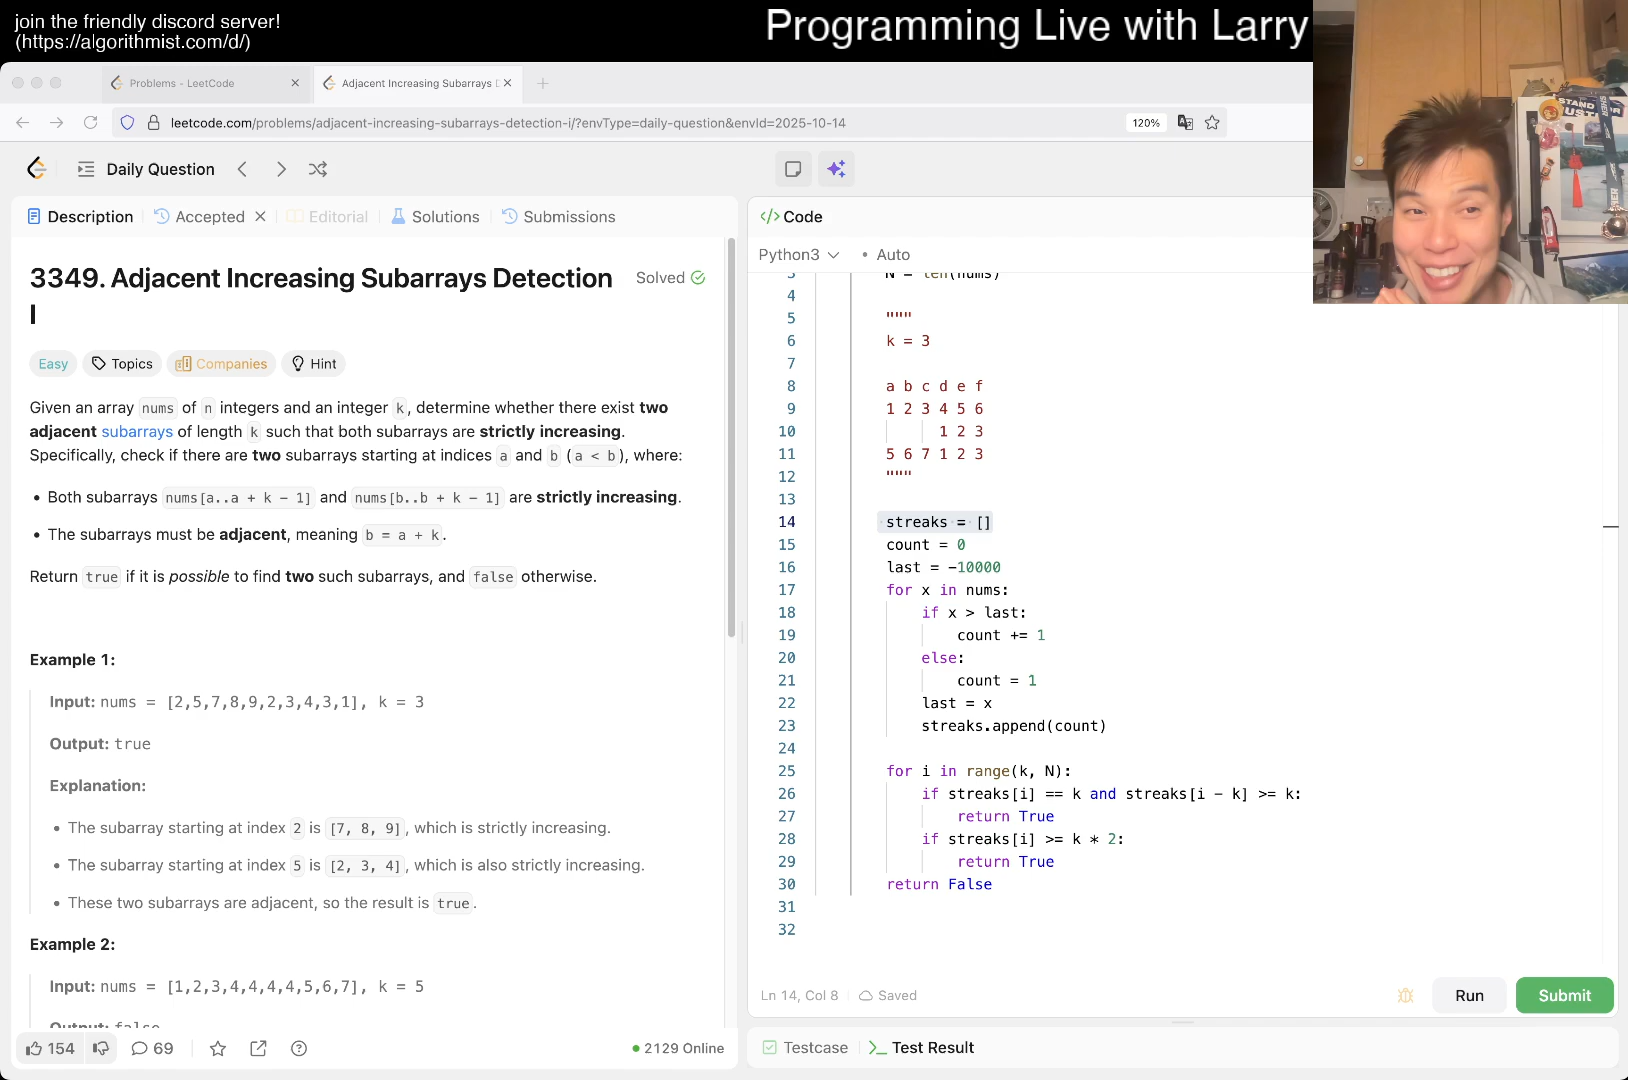 join the friendly discord server!
(https://algorithmist.com/d/)
Programming Live with Larry
Problems - LeetCode
Adjacent Increasing Subarrays D
leetcode.com/problems/adjacent-increasing-subarrays-detection-i/?envType=daily-question&envId=2025-10-14
120%
Daily Question
Description
Accepted
Editorial
Solutions
Submissions
3349. Adjacent Increasing Subarrays Detection
I
Solved
Easy
Topics
Companies
Hint
Given an array nums of n integers and an integer k, determine whether there exist two
adjacent subarrays of length k such that both subarrays are strictly increasing.
Specifically, check if there are two subarrays starting at indices a and b (a < b), where:
• Both subarrays nums[a..a + k - 1] and nums[b..b + k - 1] are strictly increasing.
• The subarrays must be adjacent, meaning b = a + k.
Return true if it is possible to find two such subarrays, and false otherwise.
Example 1:
Input: nums = [2,5,7,8,9,2,3,4,3,1], k = 3
Output: true
Explanation:
• The subarray starting at index 2 is [7, 8, 9], which is strictly increasing.
• The subarray starting at index 5 is [2, 3, 4], which is also strictly increasing.
• These two subarrays are adjacent, so the result is true.
Example 2:
Input: nums = [1,2,3,4,4,4,4,5,6,7], k = 5
Output: false
154
69
2129 Online
</> Code
Python3
• Auto
3 N = len(nums)
4
5 """
6 k = 3
7
8 a b c d e f
9 1 2 3 4 5 6
10 1 2 3
11 5 6 7 1 2 3
12 """
13
14 streaks = []
15 count = 0
16 last = -10000
17 for x in nums:
18 if x > last:
19 count += 1
20 else:
21 count = 1
22 last = x
23 streaks.append(count)
24
25 for i in range(k, N):
26 if streaks[i] == k and streaks[i - k] >= k:
27 return True
28 if streaks[i] >= k * 2:
29 return True
30 return False
31
32
Ln 14, Col 8
Saved
Run
Submit
Testcase
>_ Test Result